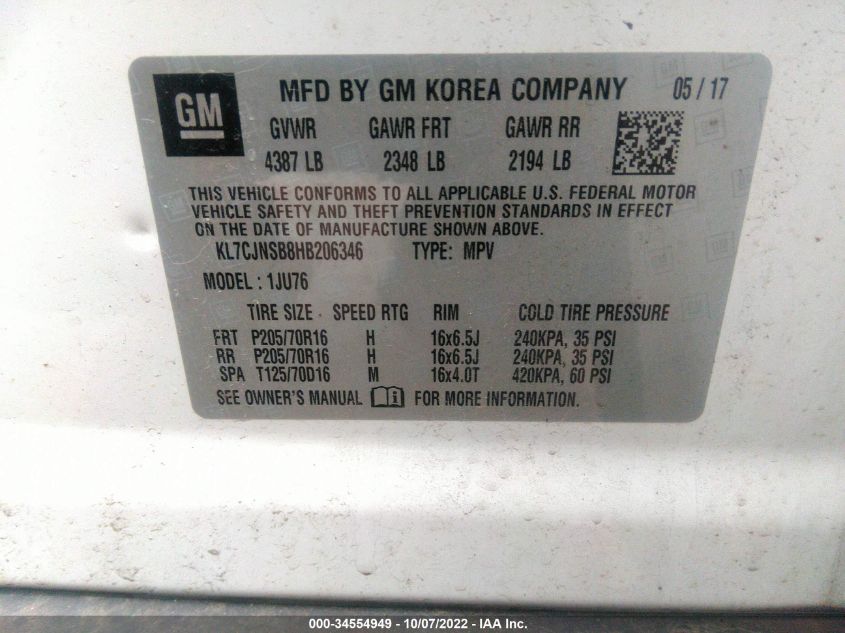 GM
MFD BY GM KOREA COMPANY 05 / 17
GVWR GAWR FRT GAWR RR
4387 LB 2348 LB 2194 LB
THIS VEHICLE CONFORMS TO ALL APPLICABLE U.S. FEDERAL MOTOR
VEHICLE SAFETY AND THEFT PREVENTION STANDARDS IN EFFECT
ON THE DATE OF MANUFACTURE SHOWN ABOVE.
KL7CJNSB8HB206346 TYPE: MPV
MODEL : 1JU76
TIRE SIZE SPEED RTG RIM COLD TIRE PRESSURE
FRT P205/70R16 H 16x6.5J 240KPA, 35 PSI
RR P205/70R16 H 16x6.5J 240KPA, 35 PSI
SPA T125/70D16 M 16x4.0T 420KPA, 60 PSI
SEE OWNER'S MANUAL i FOR MORE INFORMATION.
000-34554949 - 10/07/2022 - IAA Inc.